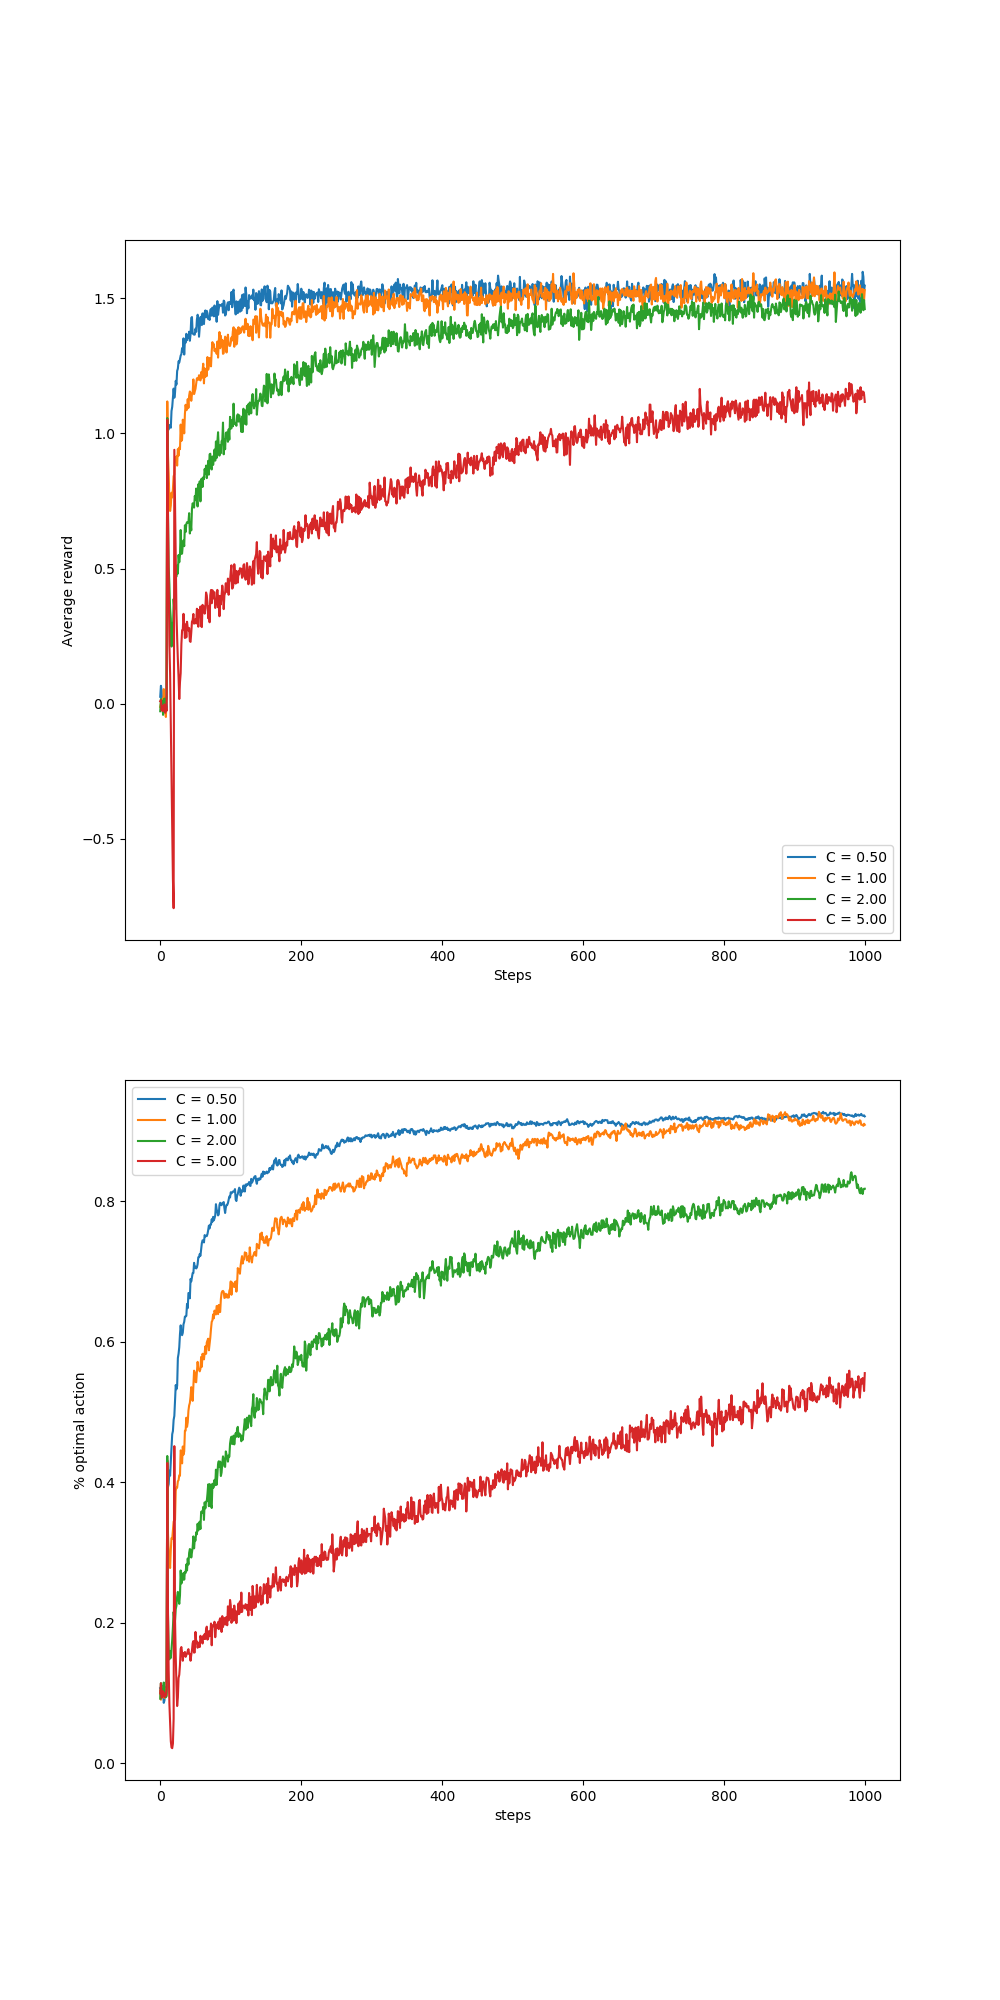 1.5
1.0
0.5
0.0
−0.5
Average reward
0 200 400 600 800 1000
Steps
C = 0.50
C = 1.00
C = 2.00
C = 5.00
C = 0.50
C = 1.00
C = 2.00
C = 5.00
0.8
0.6
0.4
0.2
0.0
% optimal action
0 200 400 600 800 1000
steps